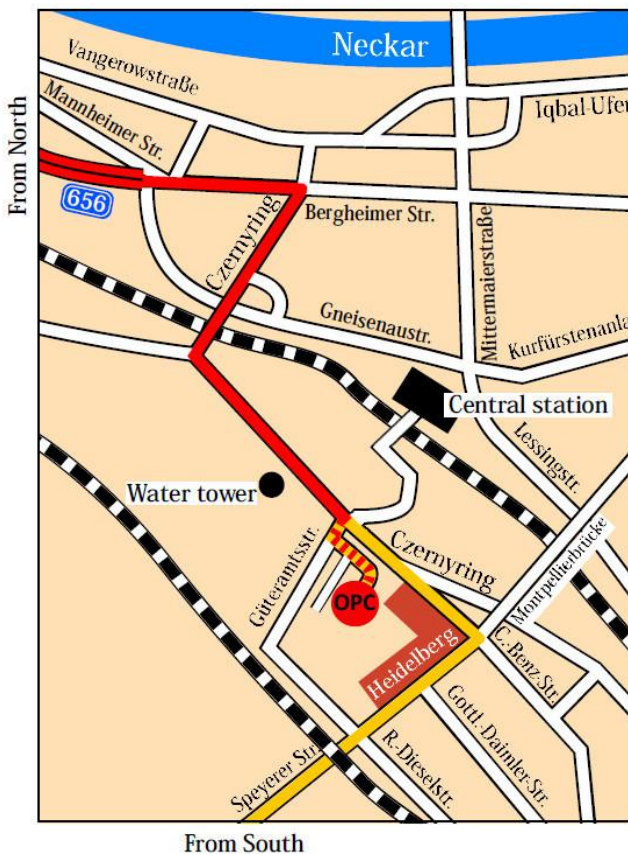 Neckar
Vangerowstraße
Mannheimer Str.
Iqbal-Ufer
From North
656
Bergheimer Str.
Czernyring
Mittermaierstraße
Gneisenaustr.
Kurfürstenanla
Central station
Lessingstr.
Water tower
Güteramtsstr.
Czernyring
Montpellierbrücke
OPC
Heidelberg
C.-Benz-Str.
Gottl.-Daimler-Str.
R.-Dieselstr.
Speyerer Str.
From South